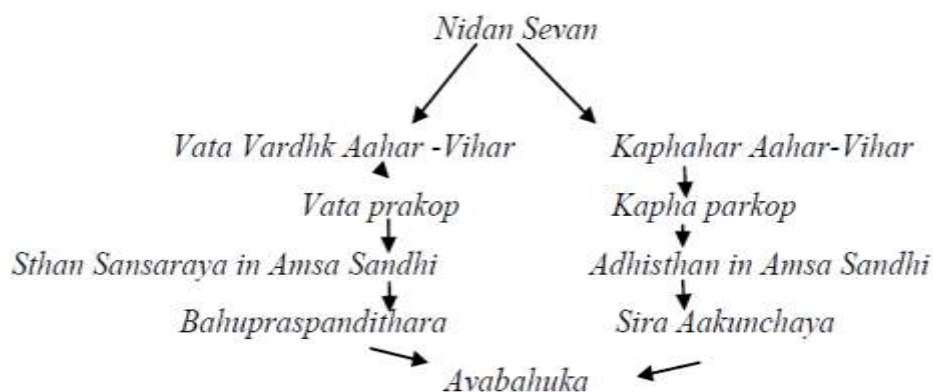 Nidan Sevan
Vata Vardhk Aahar -Vihar
Kaphahar Aahar-Vihar
Vata prakop
Kapha parkop
Sthan Sansaraya in Amsa Sandhi
Adhisthan in Amsa Sandhi
Bahupraspandithara
Sira Aakunchaya
Avabahuka